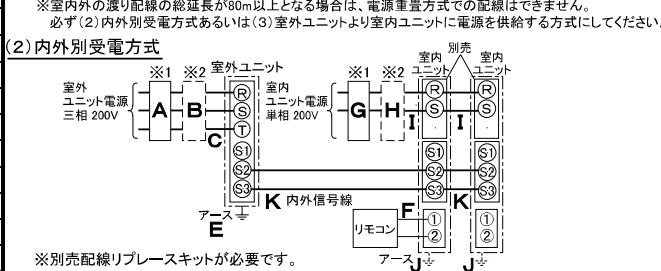 ※室内外の渡り配線の総延長が80m以上となる場合は、電源重畳方式での配線はできません。
必ず(2)内外別受電方式あるいは(3)室外ユニットより室内ユニットに電源を供給する方式にしてください。
(2)内外別受電方式
別売
※1 ※2 室外ユニット ※1 ※2 室内ユニット 室内ユニット
室外
ユニット電源
三相 200V
A B C
R
S
T
S1
S2
S3
アース
E
K 内外信号線
室内
ユニット電源
単相 200V
G H I I
R
S
S1
S2
S3
R
S
S1
S2
S3
F K
リモコン
①
②
①
②
アース J J
※別売配線リプレースキットが必要です。